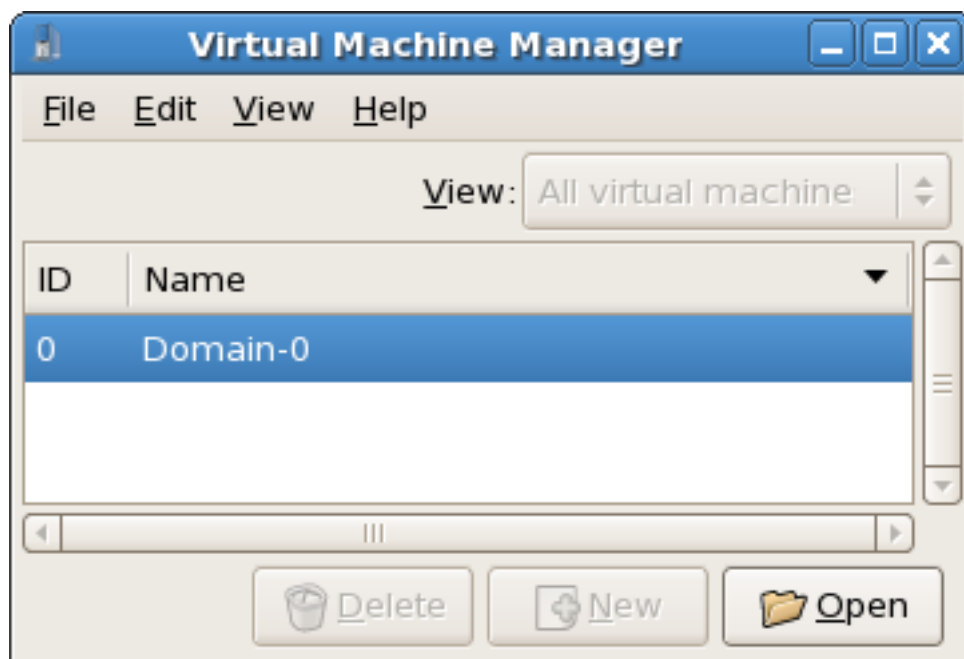 Virtual Machine Manager
File Edit View Help
View: All virtual machine
ID Name
0 Domain-0
Delete New Open